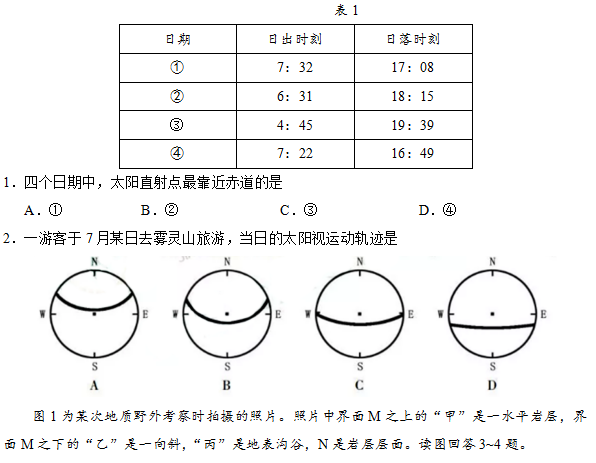 表1
日期 日出时刻 日落时刻
① 7：32 17：08
② 6：31 18：15
③ 4：45 19：39
④ 7：22 16：49
1．四个日期中，太阳直射点最靠近赤道的是
A．① B．② C．③ D．④
2．一游客于7月某日去雾灵山旅游，当日的太阳视运动轨迹是
N N N N
W E W E W E W E
S S S S
A B C D
图1为某次地质野外考察时拍摄的照片。照片中界面M之上的“甲”是一水平岩层，界
面M之下的“乙”是一向斜，“丙”是地表沟谷，N是岩层层面。读图回答3~4题。